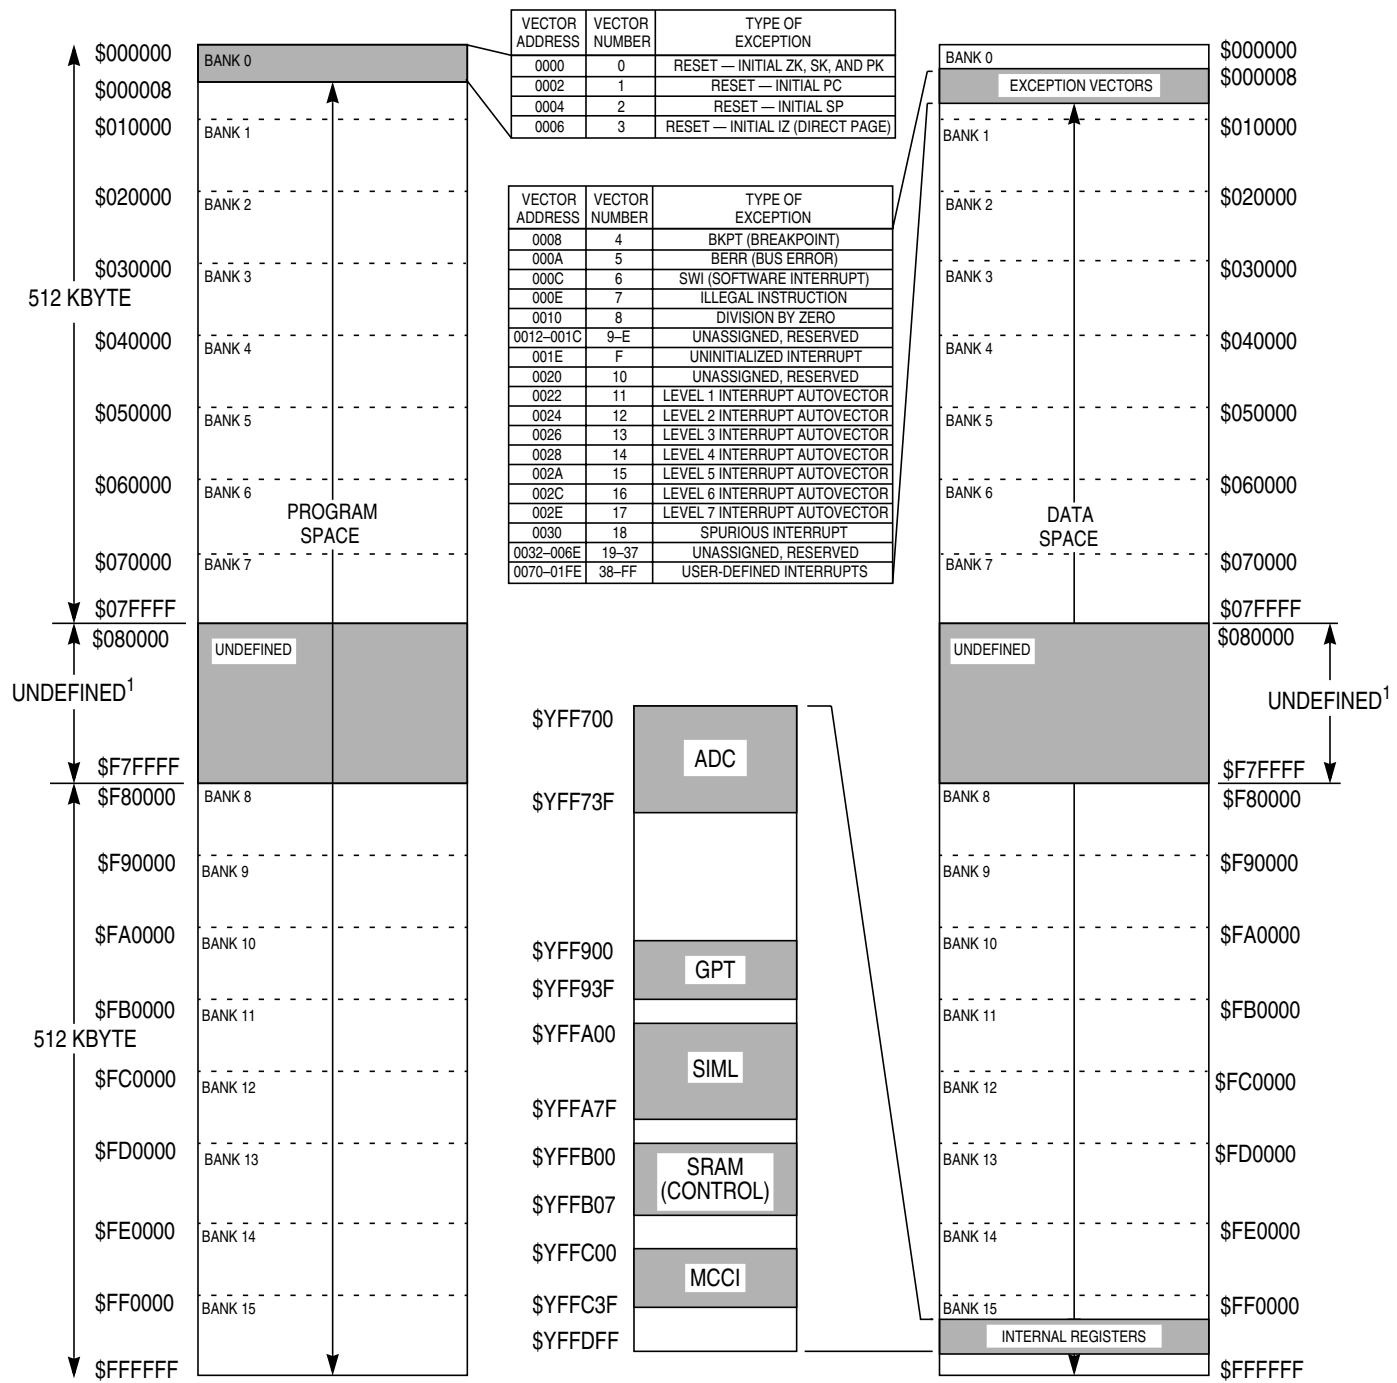 $000000
$000008
$010000
$020000
$030000
512 KBYTE
$040000
$050000
$060000
$070000
$07FFFF
$080000
UNDEFINED1
$F7FFFF
$F80000
$F90000
$FA0000
$FB0000
512 KBYTE
$FC0000
$FD0000
$FE0000
$FF0000
$FFFFFF
BANK 0
BANK 1
BANK 2
BANK 3
BANK 4
BANK 5
BANK 6
PROGRAM
SPACE
BANK 7
UNDEFINED
BANK 8
BANK 9
BANK 10
BANK 11
BANK 12
BANK 13
BANK 14
BANK 15
VECTOR ADDRESS VECTOR NUMBER TYPE OF EXCEPTION
0000 0 RESET — INITIAL ZK, SK, AND PK
0002 1 RESET — INITIAL PC
0004 2 RESET — INITIAL SP
0006 3 RESET — INITIAL IZ (DIRECT PAGE)
VECTOR ADDRESS VECTOR NUMBER TYPE OF EXCEPTION
0008 4 BKPT (BREAKPOINT)
000A 5 BERR (BUS ERROR)
000C 6 SWI (SOFTWARE INTERRUPT)
000E 7 ILLEGAL INSTRUCTION
0010 8 DIVISION BY ZERO
0012–001C 9–E UNASSIGNED, RESERVED
001E F UNINITIALIZED INTERRUPT
0020 10 UNASSIGNED, RESERVED
0022 11 LEVEL 1 INTERRUPT AUTOVECTOR
0024 12 LEVEL 2 INTERRUPT AUTOVECTOR
0026 13 LEVEL 3 INTERRUPT AUTOVECTOR
0028 14 LEVEL 4 INTERRUPT AUTOVECTOR
002A 15 LEVEL 5 INTERRUPT AUTOVECTOR
002C 16 LEVEL 6 INTERRUPT AUTOVECTOR
002E 17 LEVEL 7 INTERRUPT AUTOVECTOR
0030 18 SPURIOUS INTERRUPT
0032–006E 19–37 UNASSIGNED, RESERVED
0070–01FE 38–FF USER-DEFINED INTERRUPTS
$YFF700
ADC
$YFF73F
$YFF900
GPT
$YFF93F
$YFFA00
SIML
$YFFA7F
$YFFB00
SRAM
(CONTROL)
$YFFB07
$YFFC00
MCCI
$YFFC3F
$YFFDFF
BANK 0
EXCEPTION VECTORS
BANK 1
BANK 2
BANK 3
BANK 4
BANK 5
BANK 6
DATA
SPACE
BANK 7
UNDEFINED
BANK 8
BANK 9
BANK 10
BANK 11
BANK 12
BANK 13
BANK 14
BANK 15
INTERNAL REGISTERS
$000000
$000008
$010000
$020000
$030000
$040000
$050000
$060000
$070000
$07FFFF
$080000
UNDEFINED1
$F7FFFF
$F80000
$F90000
$FA0000
$FB0000
$FC0000
$FD0000
$FE0000
$FF0000
$FFFFFF